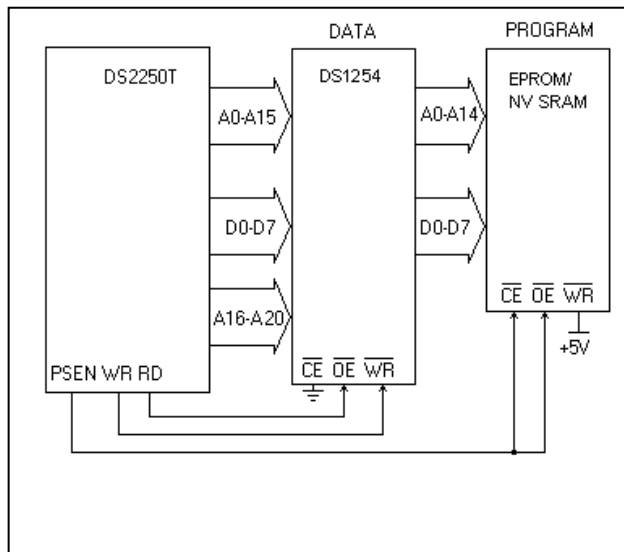 DATA
PROGRAM
DS2250T
DS1254
EPROM/
NV SRAM
A0-A15
A0-A14
D0-D7
D0-D7
A16-A20
CE OE WR
+5V
PSEN WR RD
CE OE WR